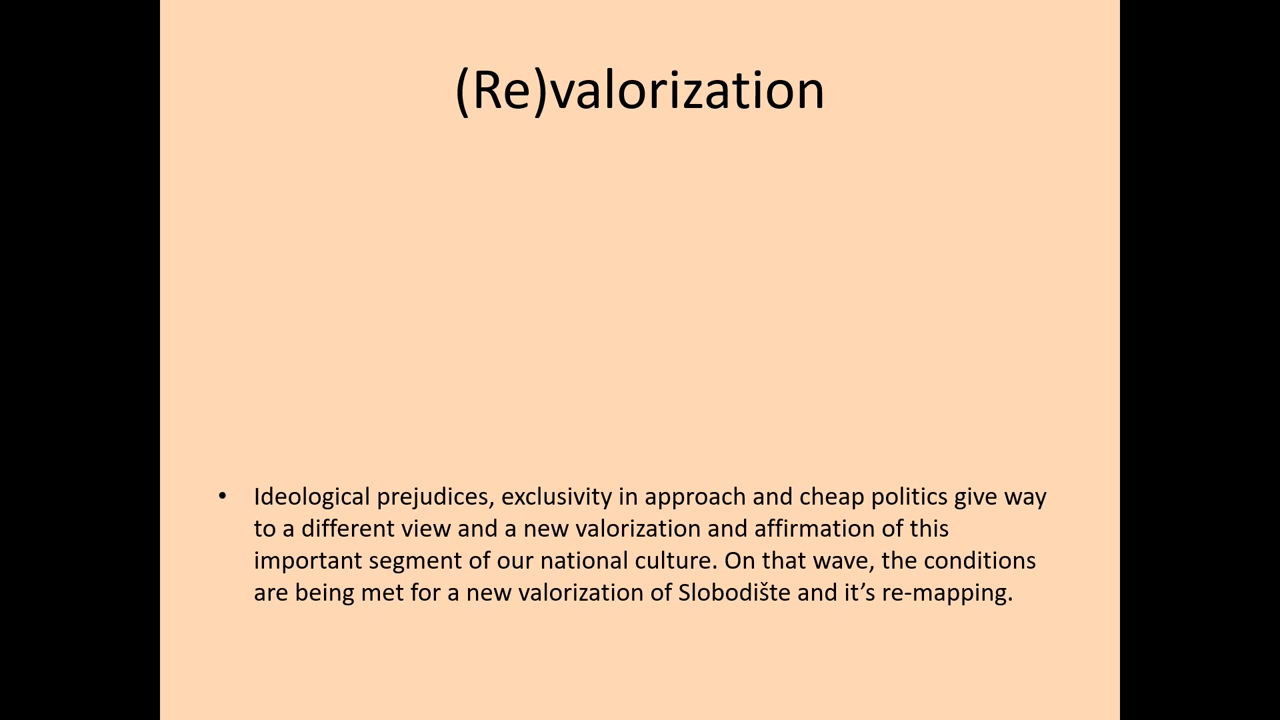 (Re)valorization
• Ideological prejudices, exclusivity in approach and cheap politics give way
to a different view and a new valorization and affirmation of this
important segment of our national culture. On that wave, the conditions
are being met for a new valorization of Slobodište and it’s re-mapping.